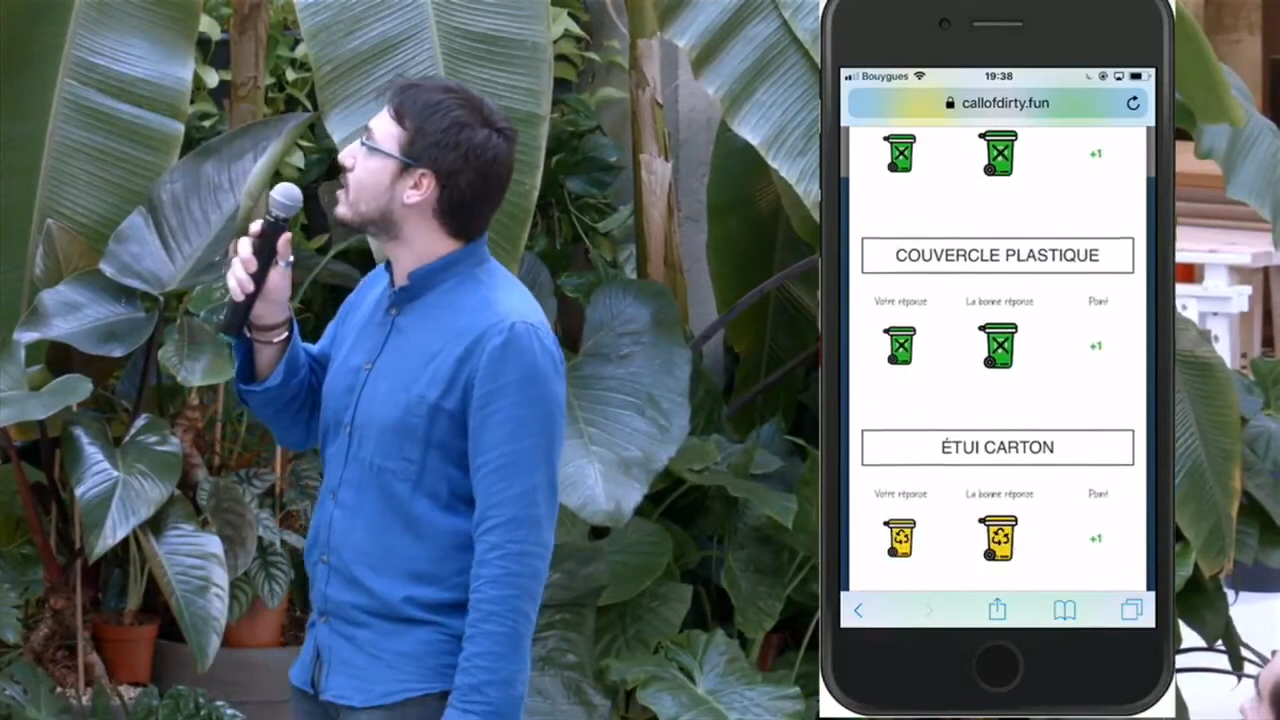 Bouygues 19:38
callofdirty.fun
+1
COUVERCLE PLASTIQUE
Votre réponse La bonne réponse Point
+1
ÉTUI CARTON
Votre réponse La bonne réponse Point
+1